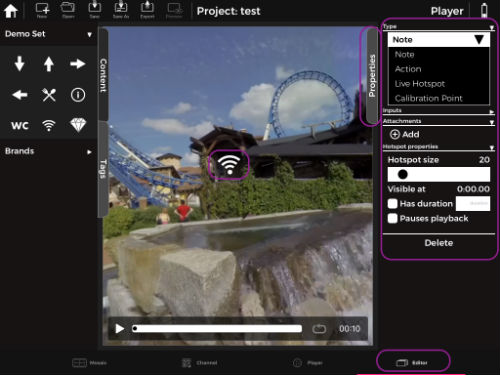 New
Open
Save
Save As
Export
Preview
Project: test
Player
Demo Set
WC
Brands
Content
Tags
Properties
Type
Note
Note
Action
Live Hotspot
Calibration Point
Inputs
Attachments
Add
Hotspot properties
Hotspot size 20
Visible at 0:00.00
Has duration
Pauses playback
Delete
00:10
Mosaic
Channel
Player
Editor